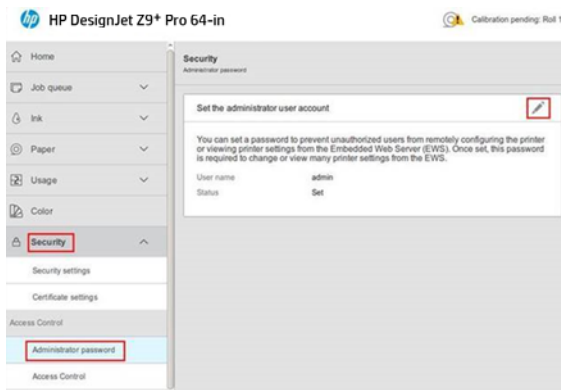 hp HP DesignJet Z9+ Pro 64-in
Calibration pending: Roll 1
Home
Job queue
Ink
Paper
Usage
Color
Security
Security settings
Certificate settings
Access Control
Administrator password
Access Control
Security
Administrator password
Set the administrator user account
You can set a password to prevent unauthorized users from remotely configuring the printer
or viewing printer settings from the Embedded Web Server (EWS). Once set, this password
is required to change or view many printer settings from the EWS.
User name admin
Status Set